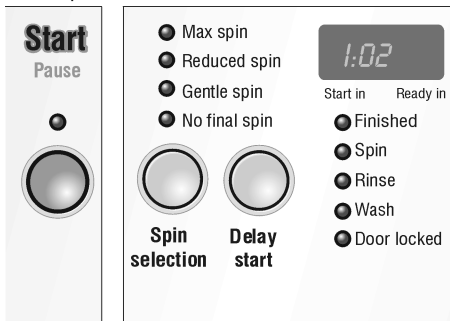 Start
Pause
Max spin
Reduced spin
Gentle spin
No final spin
Spin selection
Delay start
1:02
Start in Ready in
Finished
Spin
Rinse
Wash
Door locked